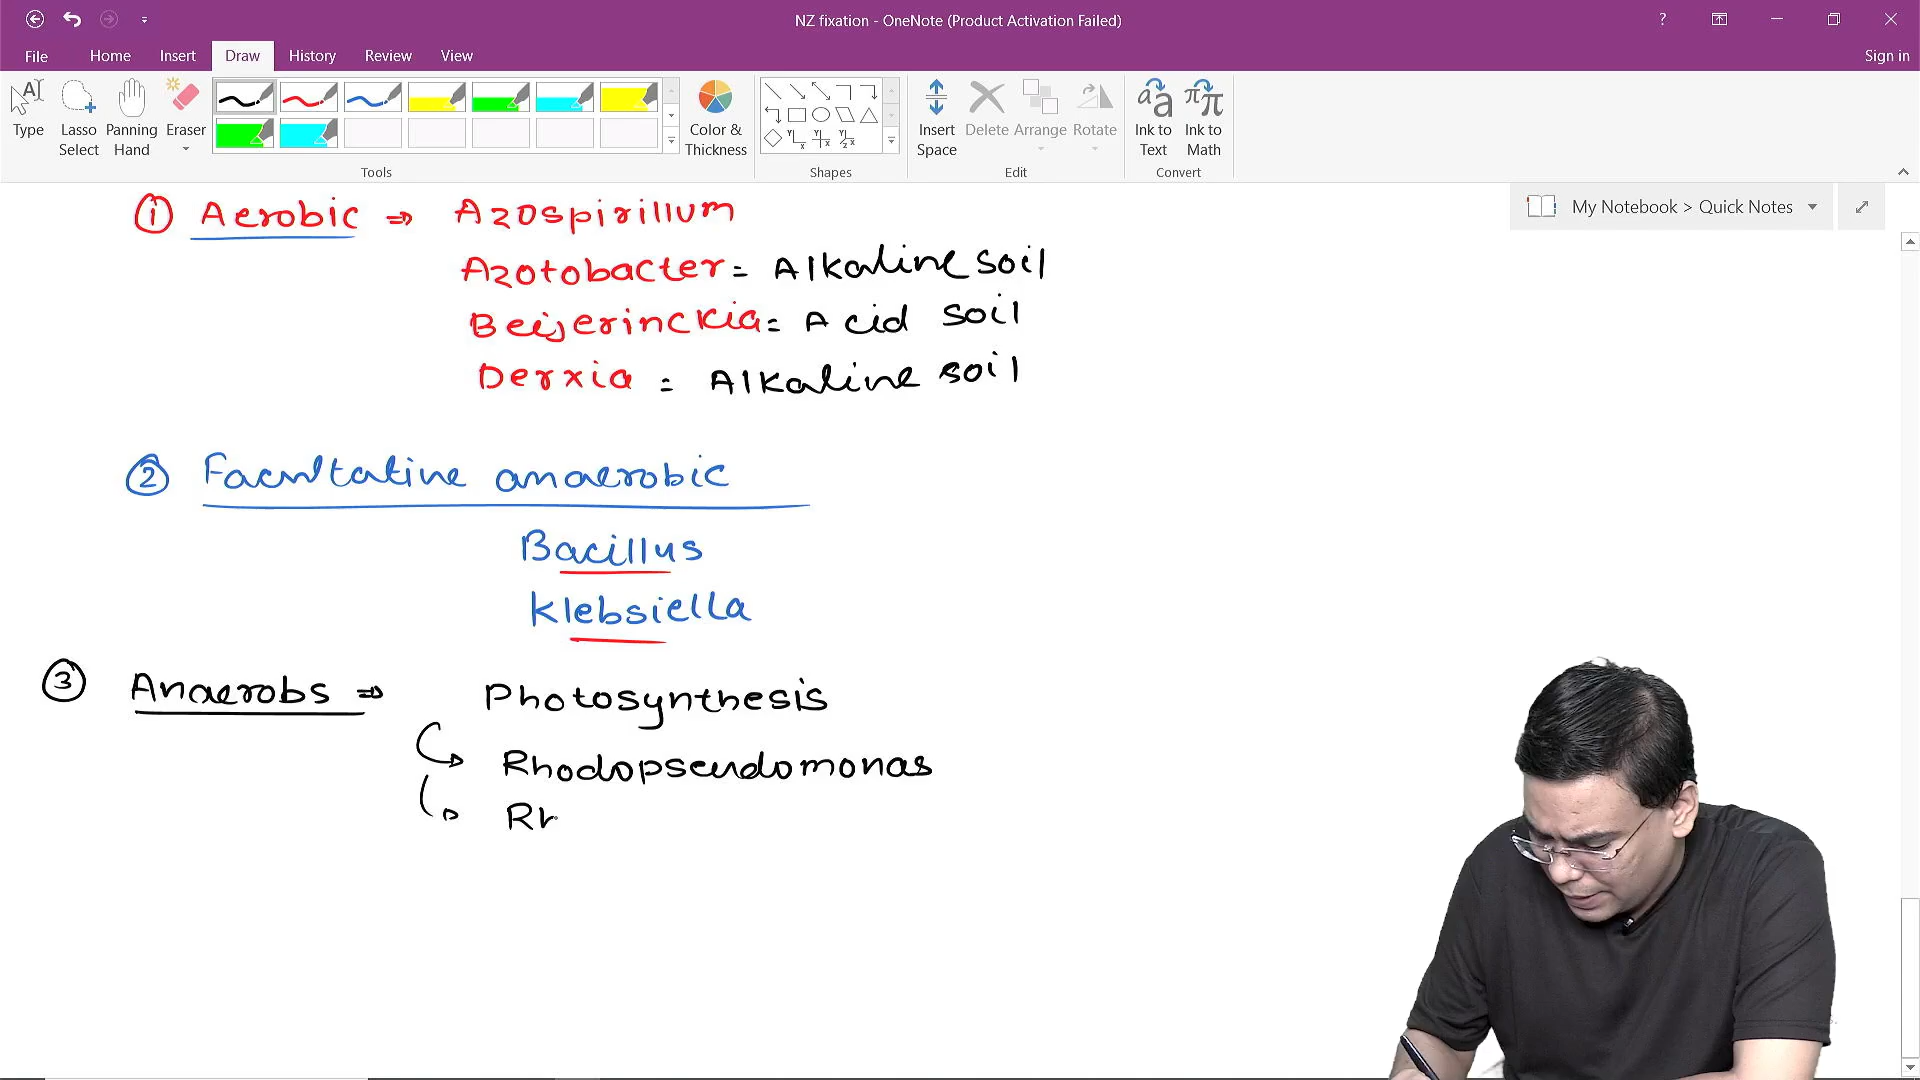 NZ fixation - OneNote (Product Activation Failed)
?
File Home Insert Draw History Review View
Sign in
Type
Lasso Select
Panning Hand
Eraser
Color & Thickness
Insert Space
Delete
Arrange
Rotate
Ink to Text
Ink to Math
Tools
Shapes
Edit
Convert
My Notebook > Quick Notes
① Aerobic ⇒ Azospirillum
Azotobacter = Alkaline soil
Beijerinckia = Acid soil
Derxia = Alkaline soil
② Facultative anaerobic
Bacillus
Klebsiella
③ Anaerobs ⇒ Photosynthesis
Rhodopseudomonas
Rh